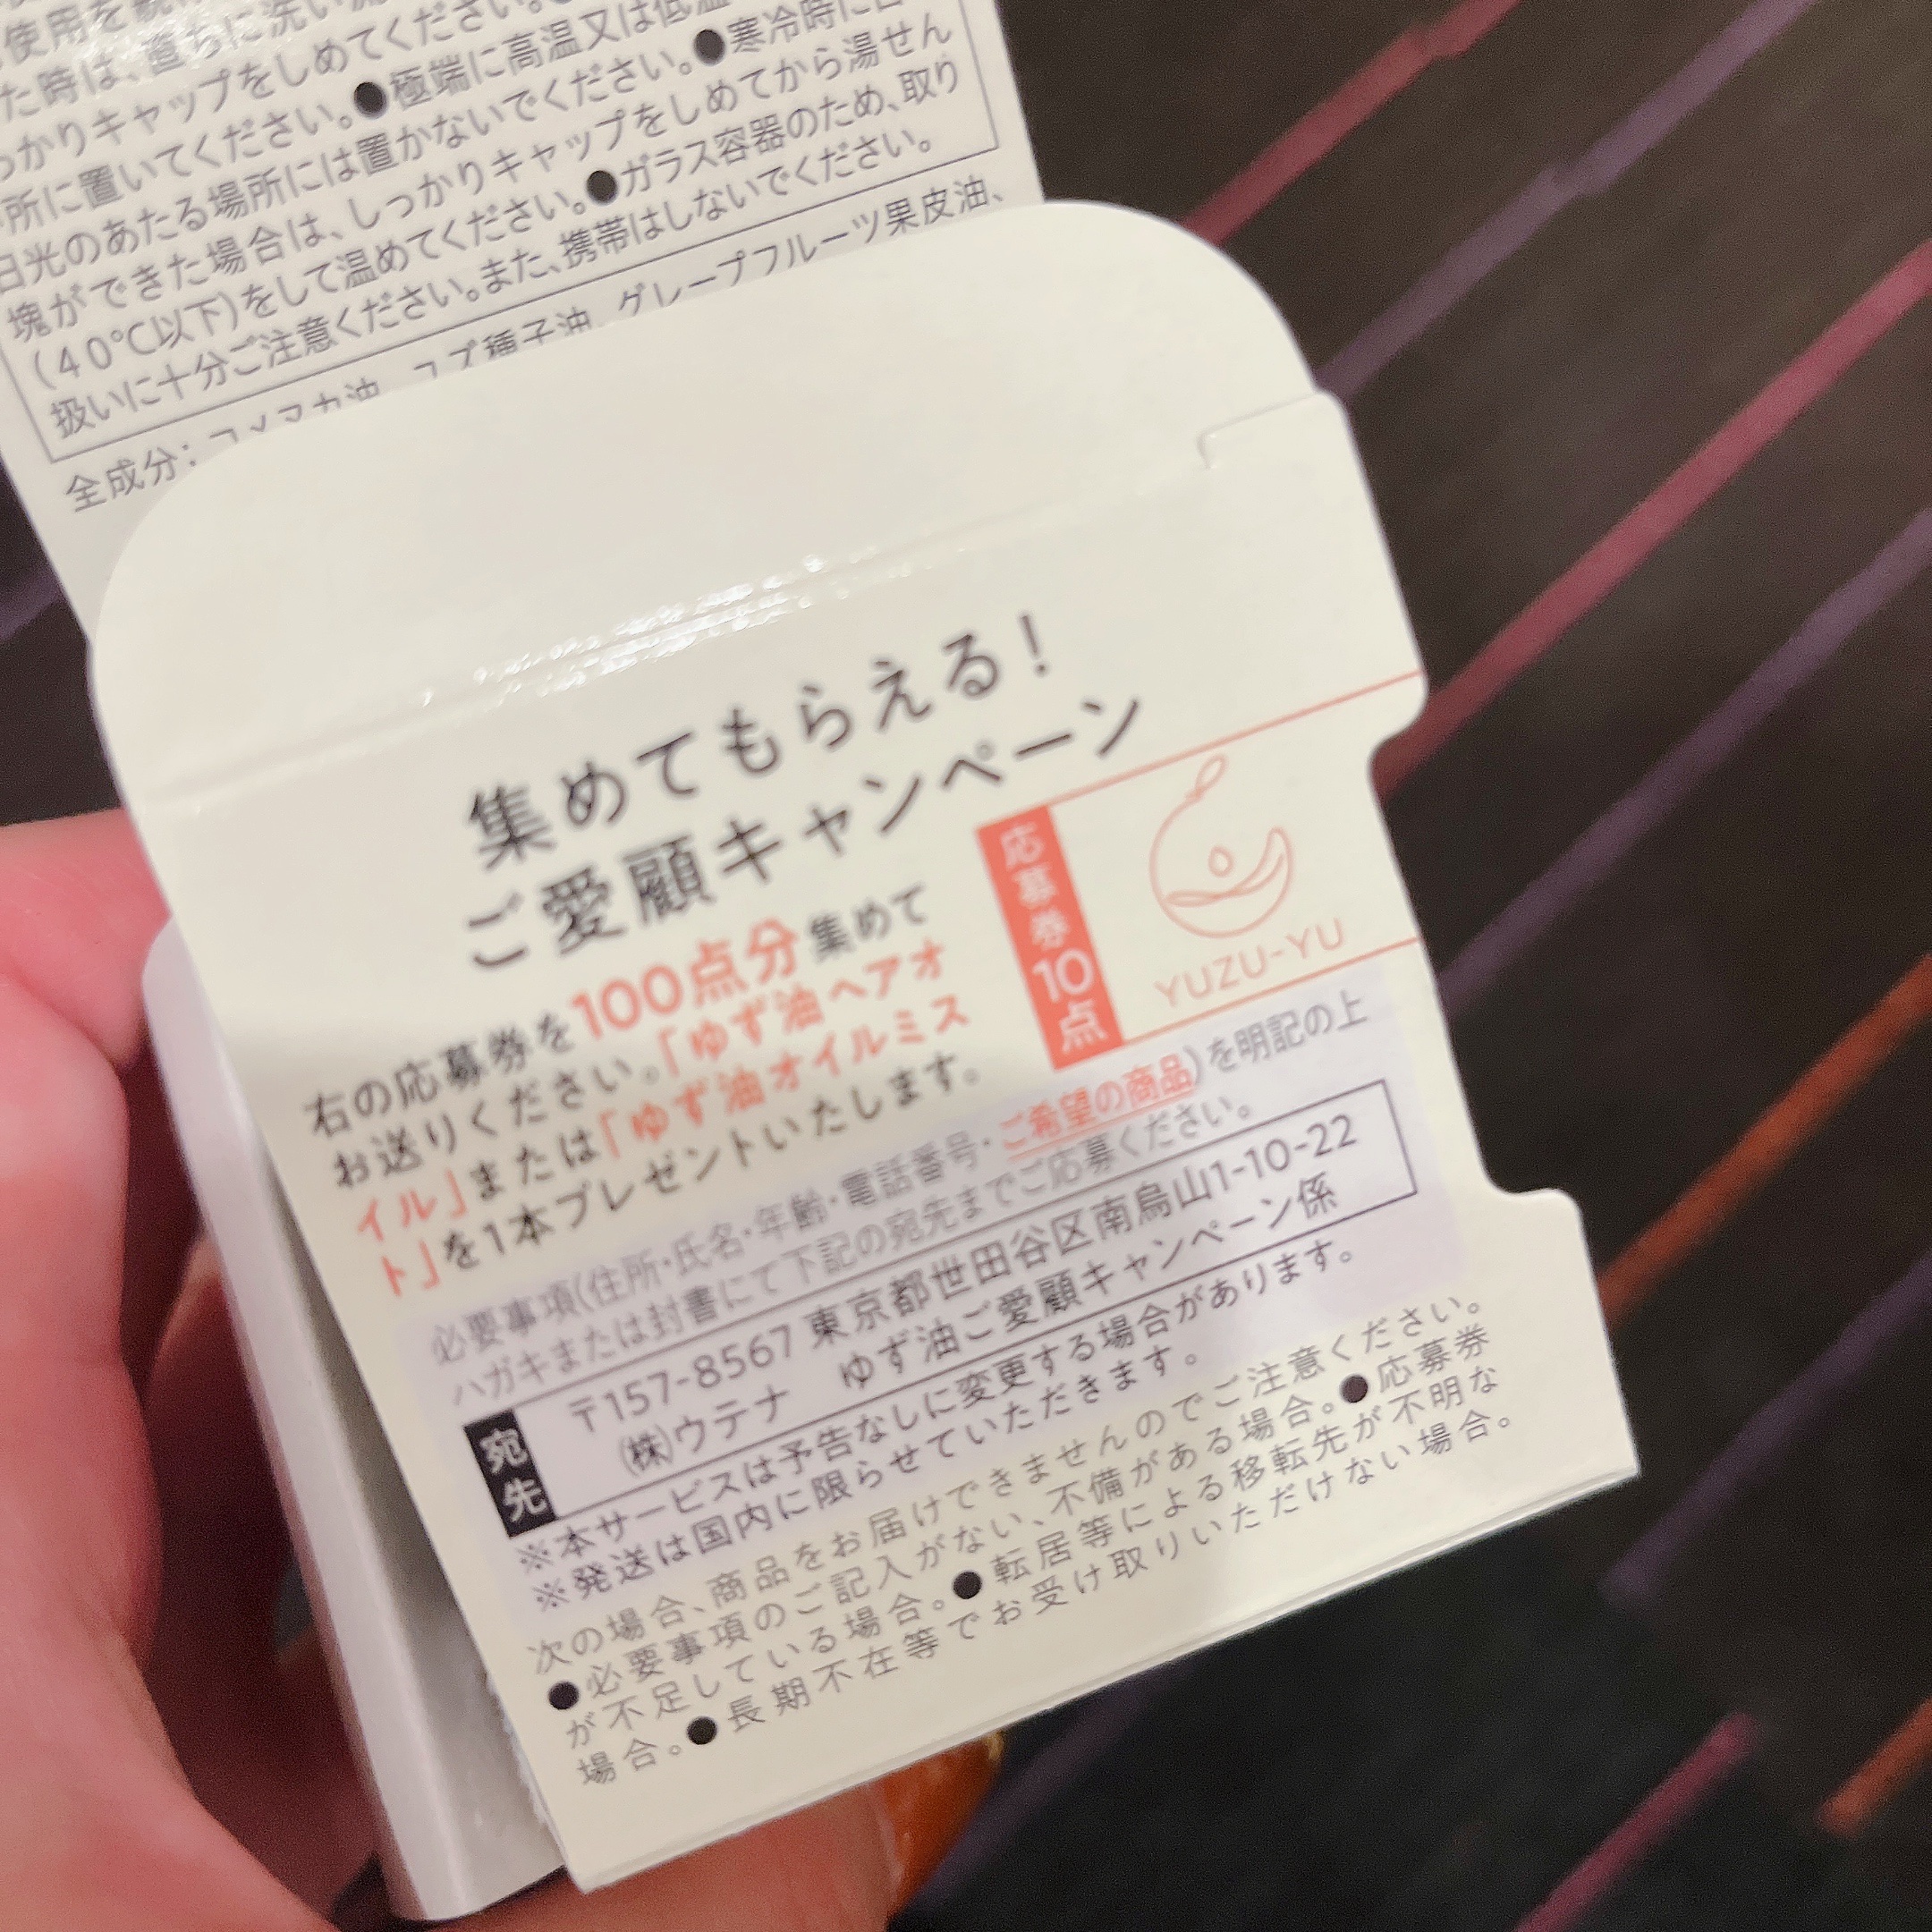 使用を
た時は、直ちに洗い
っかりキャップをしめてください。
所に置いてください。●極端に高温又は低温
日光のあたる場所には置かないでください。●寒冷時に
塊ができた場合は、しっかりキャップをしめてから湯せん
(40℃以下)をして温めてください。●ガラス容器のため、取り
扱いに十分ご注意ください。また、携帯はしないでください。
全成分: コメヌカ油、ユズ種子油、グレープフルーツ果皮油、
集めてもらえる!
ご愛顧キャンペーン
右の応募券を100点分集めて
お送りください。「ゆず油ヘアオ
イル」または「ゆず油オイルミス
ト」を1本プレゼントいたします。
応募券10点
YUZU-YU
必要事項(住所・氏名・年齢・電話番号・ご希望の商品)を明記の上
ハガキまたは封書にて下記の宛先までご応募ください。
宛先
〒157-8567 東京都世田谷区南烏山1-10-22
(株)ウテナ ゆず油ご愛顧キャンペーン係
※本サービスは予告なしに変更する場合があります。
※発送は国内に限らせていただきます。
次の場合、商品をお届けできませんのでご注意ください。
●必要事項のご記入がない、不備がある場合。●応募券
が不足している場合。●転居等による移転先が不明な
場合。●長期不在等でお受け取りいただけない場合。